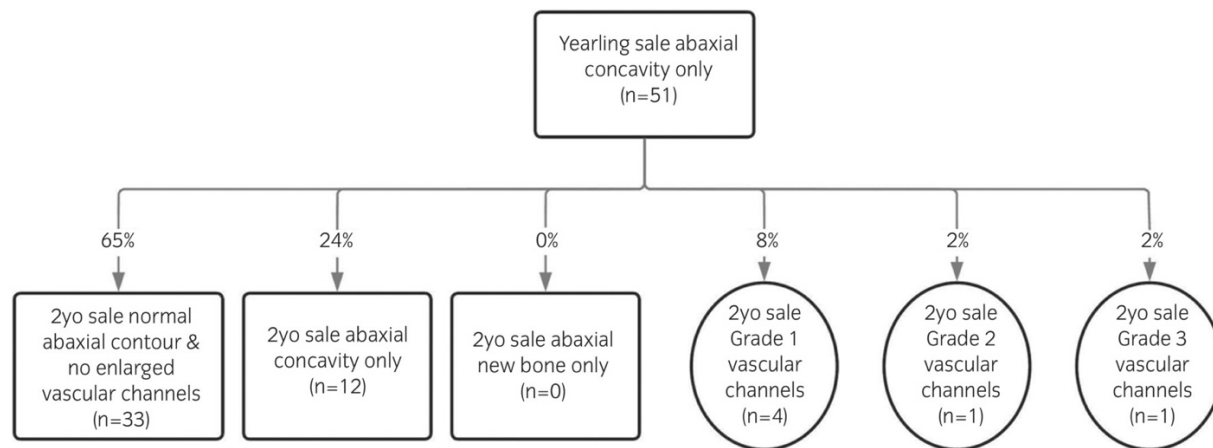 Yearling sale abaxial
concavity only
(n=51)
65%
24%
0%
8%
2%
2%
2yo sale normal
abaxial contour &
no enlarged
vascular channels
(n=33)
2yo sale abaxial
concavity only
(n=12)
2yo sale abaxial
new bone only
(n=0)
2yo sale
Grade 1
vascular
channels
(n=4)
2yo sale
Grade 2
vascular
channels
(n=1)
2yo sale
Grade 3
vascular
channels
(n=1)